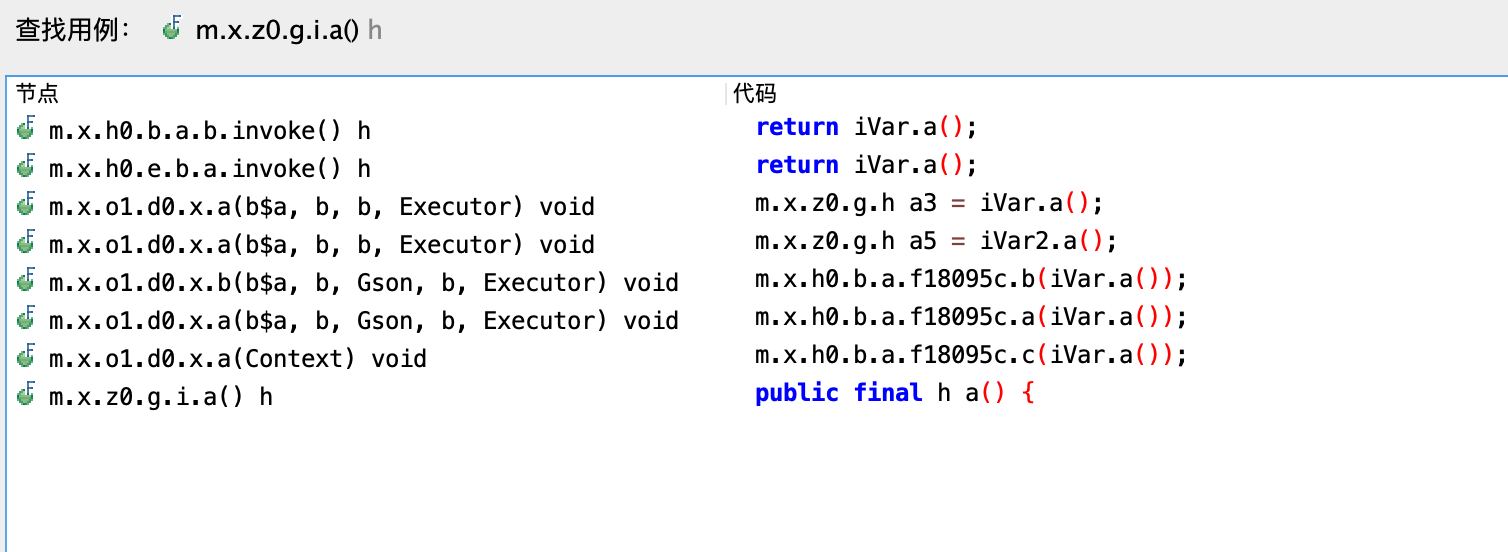 查找用例： m.x.z0.g.i.a() h
节点 代码
m.x.h0.b.a.b.invoke() h return iVar.a();
m.x.h0.e.b.a.invoke() h return iVar.a();
m.x.o1.d0.x.a(b$a, b, b, Executor) void m.x.z0.g.h a3 = iVar.a();
m.x.o1.d0.x.a(b$a, b, b, Executor) void m.x.z0.g.h a5 = iVar2.a();
m.x.o1.d0.x.b(b$a, b, Gson, b, Executor) void m.x.h0.b.a.f18095c.b(iVar.a());
m.x.o1.d0.x.a(b$a, b, Gson, b, Executor) void m.x.h0.b.a.f18095c.a(iVar.a());
m.x.o1.d0.x.a(Context) void m.x.h0.b.a.f18095c.c(iVar.a());
m.x.z0.g.i.a() h public final h a() {